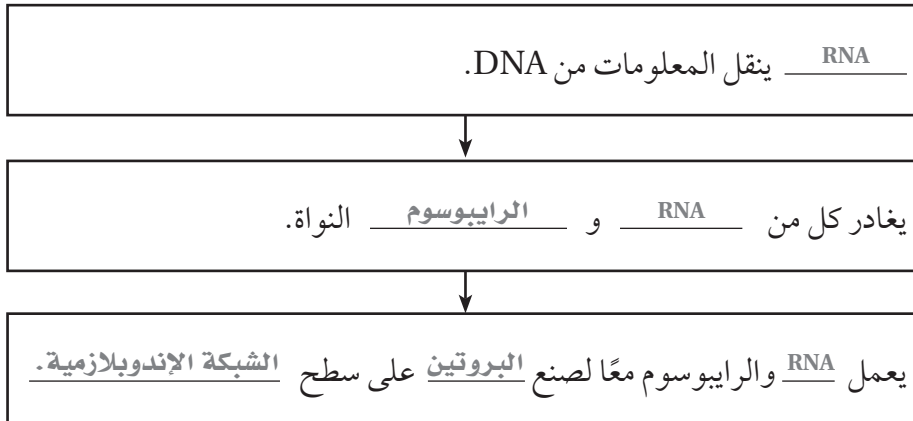 RNA ينقل المعلومات من DNA.
يغادر كل من RNA و الرايبوسوم النواة.
يعمل RNA والرايبوسوم معًا لصنع البروتين على سطح الشبكة الإندوبلازمية.